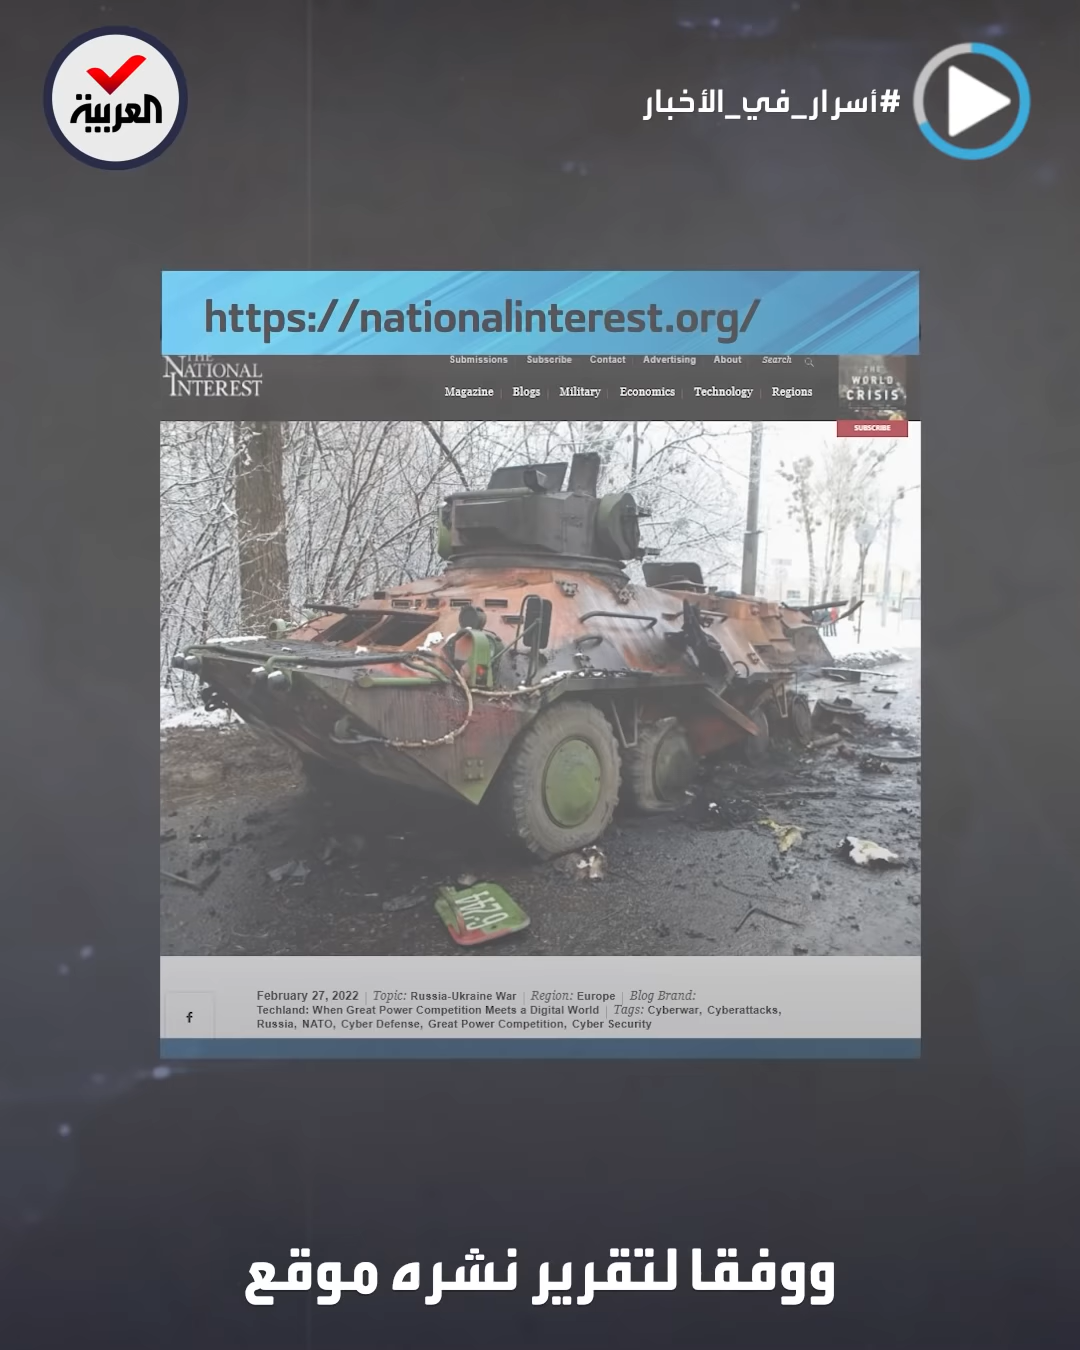 العربية
#أسرار_في_الأخبار
https://nationalinterest.org/
THE
NATIONAL
INTEREST
Submissions Subscribe Contact Advertising About Search
Magazine | Blogs | Military | Economics | Technology | Regions
THE
WORLD
CRISIS
SUBSCRIBE
February 27, 2022 | Topic: Russia-Ukraine War | Region: Europe | Blog Brand:
Techland: When Great Power Competition Meets a Digital World | Tags: Cyberwar, Cyberattacks,
Russia, NATO, Cyber Defense, Great Power Competition, Cyber Security
ووفقا لتقرير نشره موقع